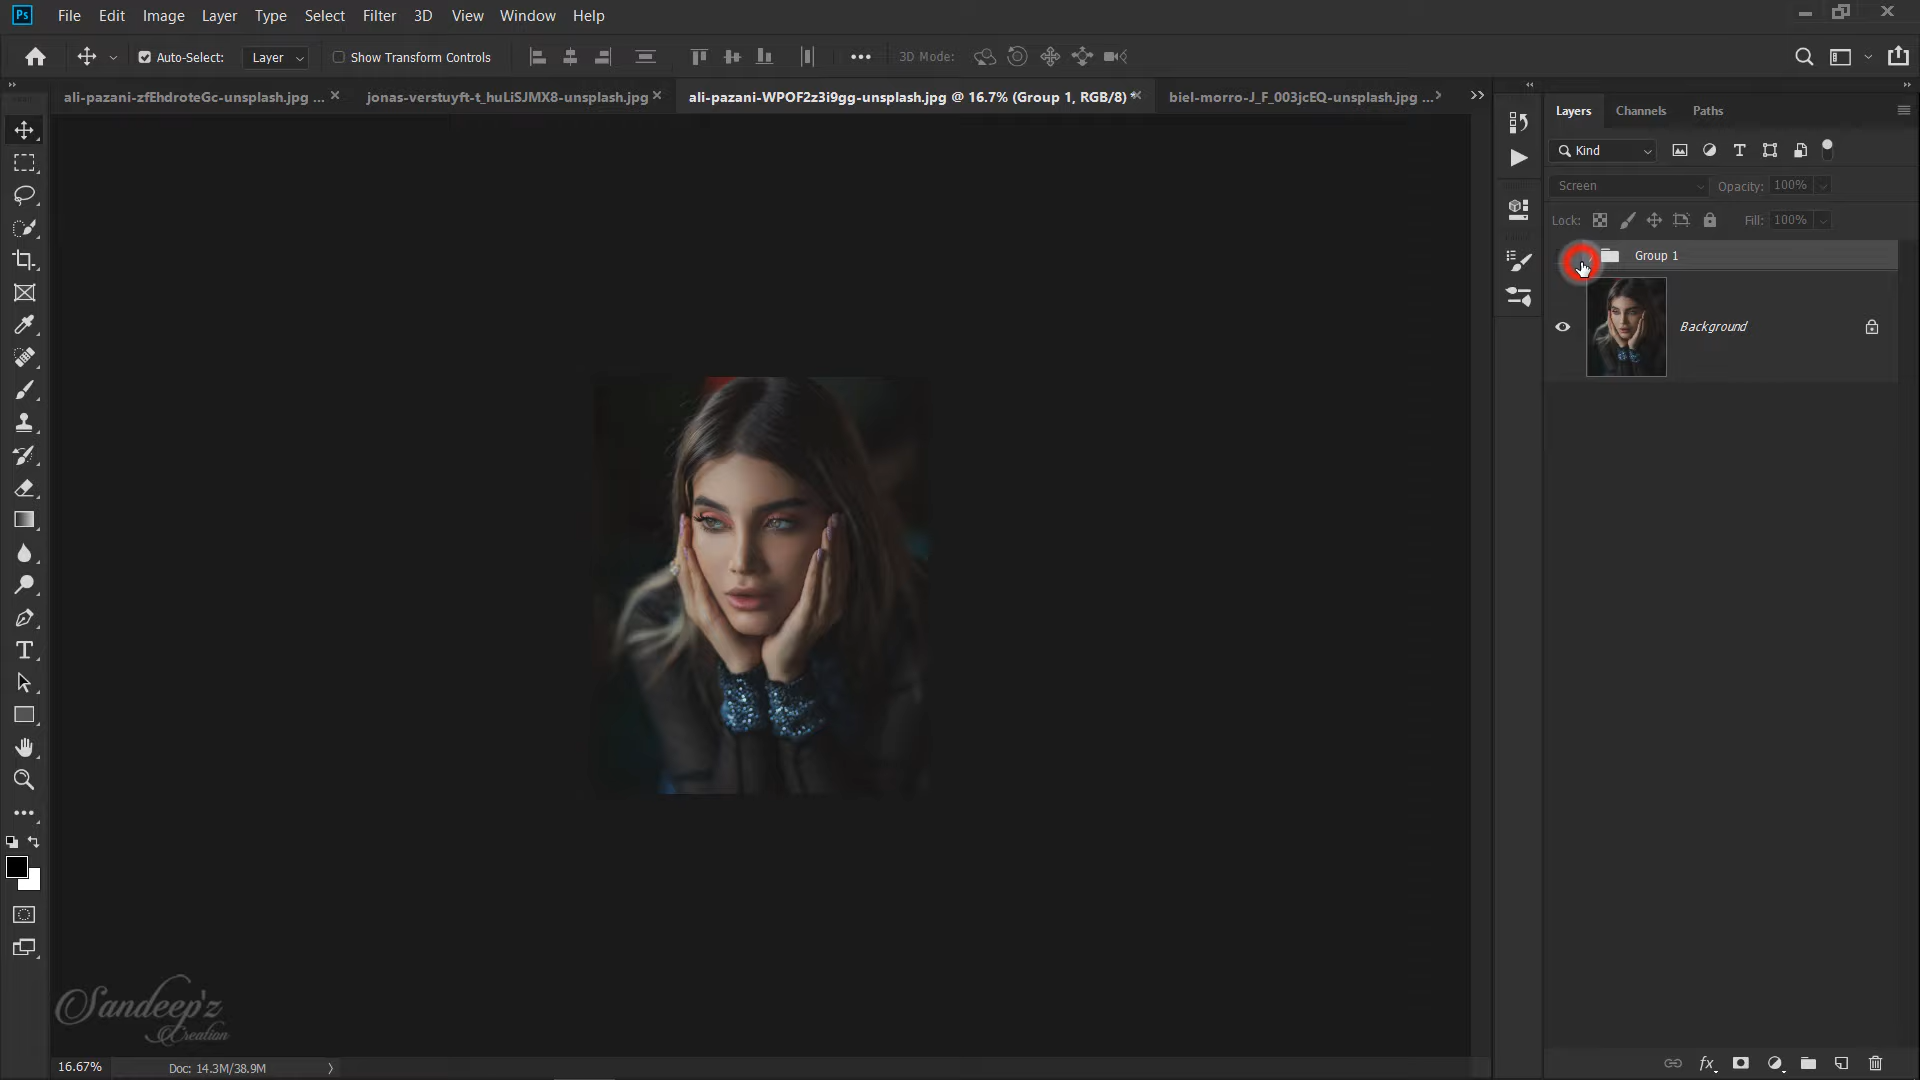 Ps File Edit Image Layer Type Select Filter 3D View Window Help
Auto-Select: Layer Show Transform Controls 3D Mode:
ali-pazani-zfEhdroteGc-unsplash.jpg ... × jonas-verstuyft-t_huLiSJMX8-unsplash.jpg × ali-pazani-WPOF2z3i9gg-unsplash.jpg @ 16.7% (Group 1, RGB/8) * × biel-morro-J_F_003jcEQ-unsplash.jpg ...
Layers Channels Paths
Kind
Screen Opacity: 100%
Lock: Fill: 100%
Group 1
Background
Sandeep'z
Creation
16.67% Doc: 14.3M/38.9M
fx